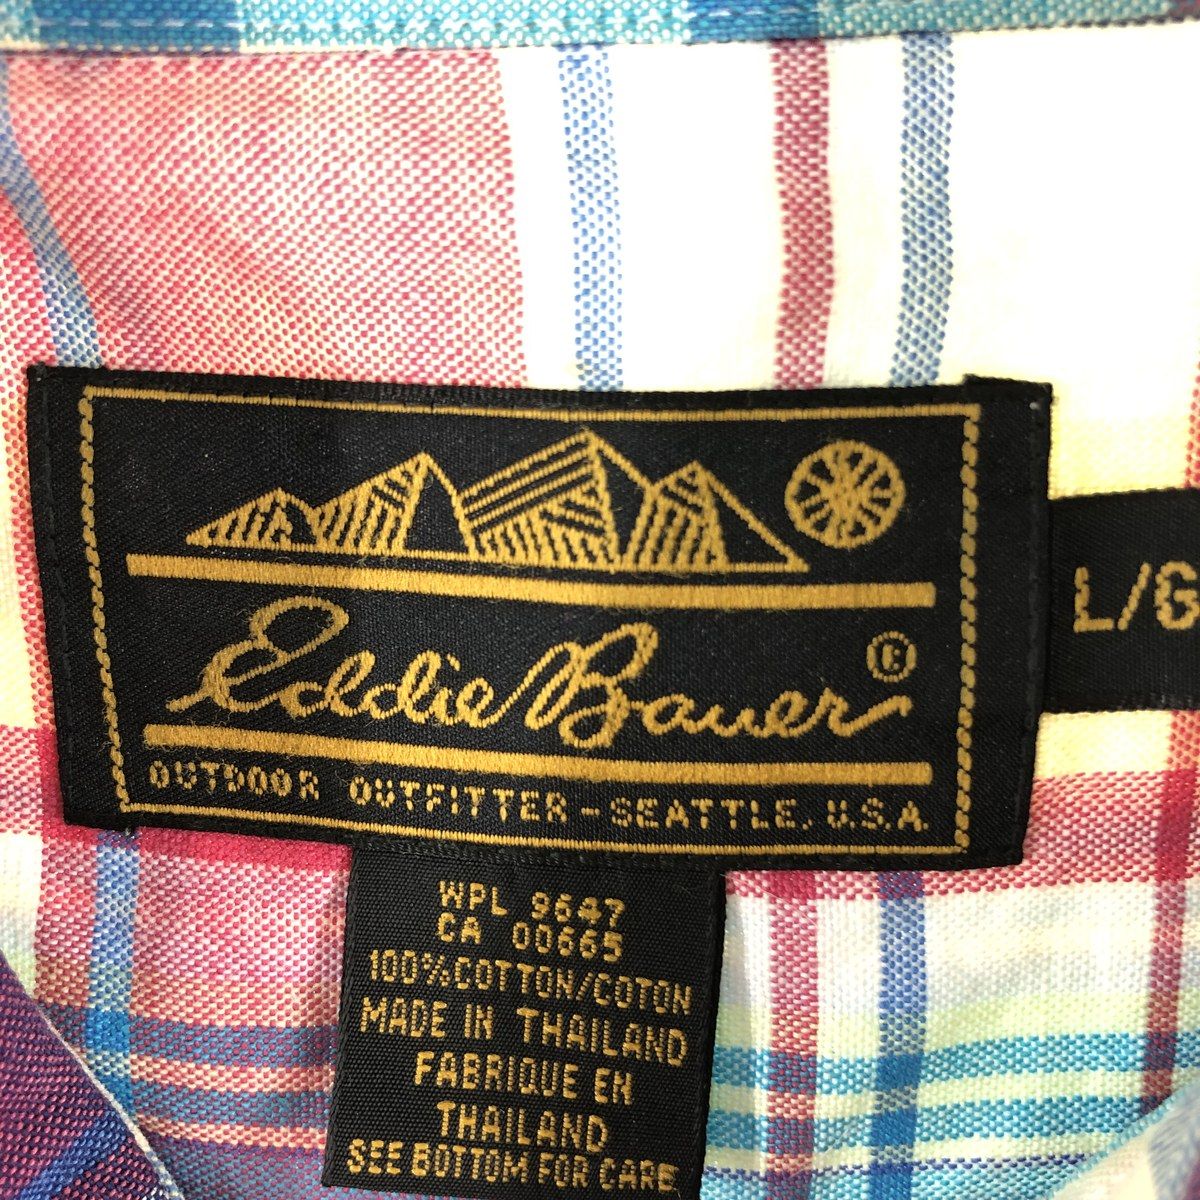 Eddie Bauer ®
OUTDOOR OUTFITTER - SEATTLE, U.S.A.
L/G
WPL 9647
CA 00665
100% COTTON/COTON
MADE IN THAILAND
FABRIQUE EN
THAILAND
SEE BOTTOM FOR CARE